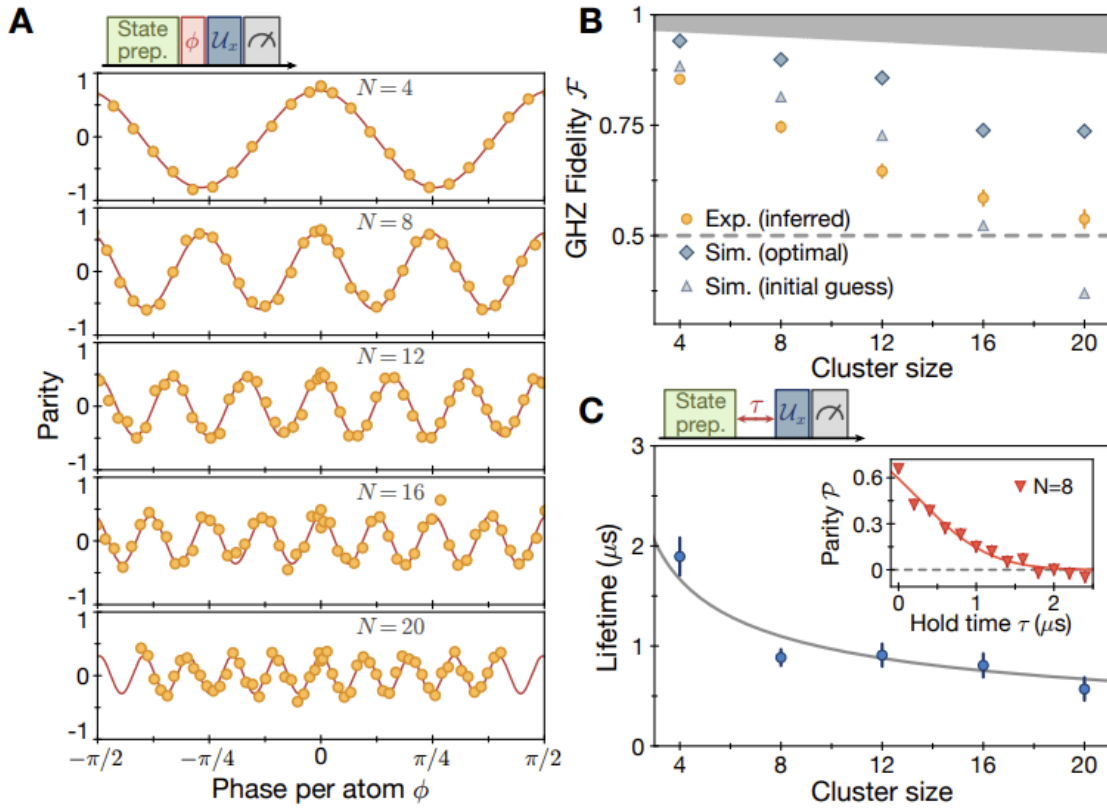 A
State
prep.
ϕ
𝒰ₓ
N = 4
1
0
-1
N = 8
1
0
-1
N = 12
1
0
-1
N = 16
1
0
-1
N = 20
1
0
-1
Parity
−π/2
−π/4
0
π/4
π/2
Phase per atom ϕ
B
1
0.75
0.5
GHZ Fidelity ℱ
Exp. (inferred)
Sim. (optimal)
Sim. (initial guess)
4
8
12
16
20
Cluster size
C
State
prep.
τ
𝒰ₓ
3
2
1
0
Lifetime (μs)
0.6
0.3
0
Parity 𝒫
N=8
0
1
2
Hold time τ (μs)
4
8
12
16
20
Cluster size